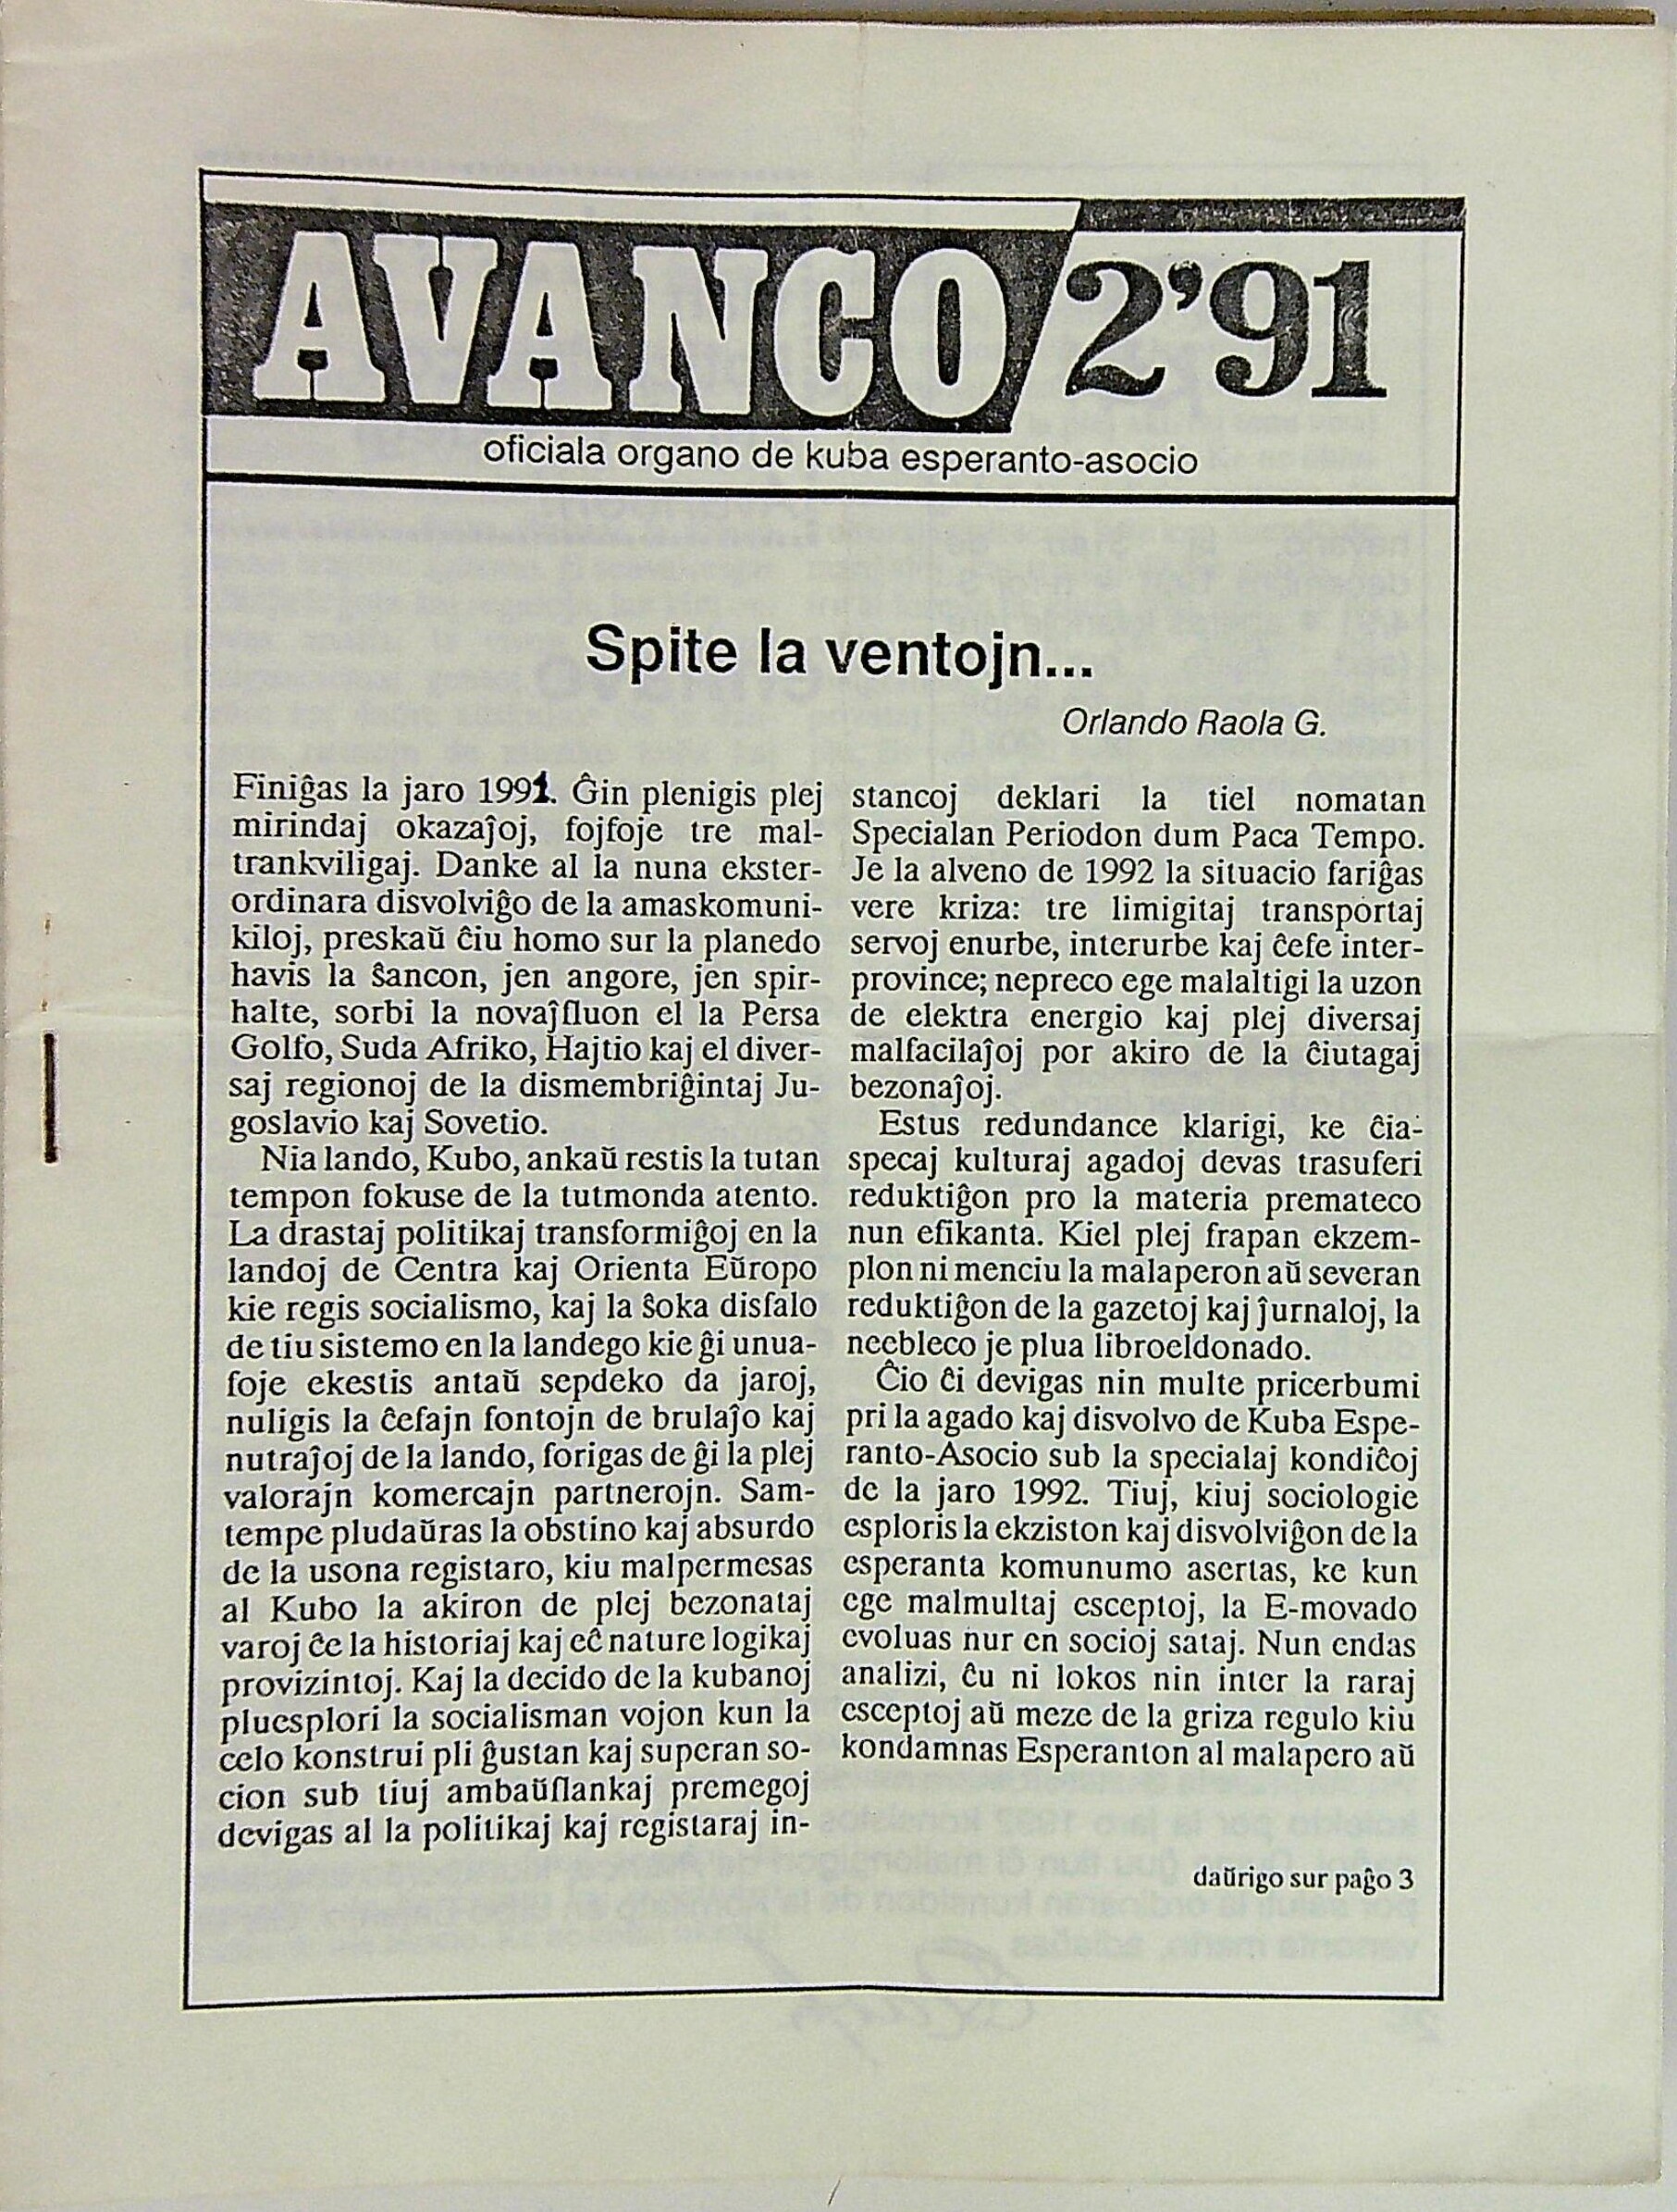 AVANCO 2'91
oficiala organo de kuba esperanto-asocio
Spite la ventojn...
Orlando Raola G.
Finiĝas la jaro 1991. Ĝin plenigis plej
mirindaj okazaĵoj, fojfoje tre mal-
trankviligaj. Danke al la nuna ekster-
ordinara disvolviĝo de la amaskomuni-
kiloj, preskaŭ ĉiu homo sur la planedo
havis la ŝancon, jen angore, jen spir-
halte, sorbi la novaĵfluon el la Persa
Golfo, Suda Afriko, Hajtio kaj el diver-
saj regionoj de la dismembriĝintaj Ju-
goslavio kaj Sovetio.
Nia lando, Kubo, ankaŭ restis la tutan
tempon fokuse de la tutmonda atento.
La drastaj politikaj transformiĝoj en la
landoj de Centra kaj Orienta Eŭropo
kie regis socialismo, kaj la ŝoka disfalo
de tiu sistemo en la landego kie ĝi unua-
foje ekestis antaŭ sepdeko da jaroj,
nuligis la ĉefajn fontojn de brulaĵo kaj
nutraĵoj de la lando, forigas de ĝi la plej
valorajn komercajn partnerojn. Sam-
tempe pludaŭras la obstino kaj absurdo
de la usona registaro, kiu malpermesas
al Kubo la akiron de plej bezonataj
varoj ĉe la historiaj kaj eĉ nature logikaj
provizintoj. Kaj la decido de la kubanoj
pluesplori la socialisman vojon kun la
celo konstrui pli ĝustan kaj superan so-
cion sub tiuj ambaŭflankaj premegoj
devigas al la politikaj kaj registaraj in-
stancoj deklari la tiel nomatan
Specialan Periodon dum Paca Tempo.
Je la alveno de 1992 la situacio fariĝas
vere kriza: tre limigitaj transportaj
servoj enurbe, interurbe kaj ĉefe inter-
province; nepreco ege malaltigi la uzon
de elektra energio kaj plej diversaj
malfacilaĵoj por akiro de la ĉiutagaj
bezonaĵoj.
Estus redundance klarigi, ke ĉia-
specaj kulturaj agadoj devas trasuferi
reduktiĝon pro la materia premateco
nun efikanta. Kiel plej frapan ekzem-
plon ni menciu la malaperon aŭ severan
reduktiĝon de la gazetoj kaj ĵurnaloj, la
neebleco je plua libroeldonado.
Ĉio ĉi devigas nin multe pricerbumi
pri la agado kaj disvolvo de Kuba Espe-
ranto-Asocio sub la specialaj kondiĉoj
de la jaro 1992. Tiuj, kiuj sociologie
esploris la ekziston kaj disvolviĝon de la
esperanta komunumo asertas, ke kun
ege malmultaj esceptoj, la E-movado
evoluas nur en socioj sataj. Nun endas
analizi, ĉu ni lokos nin inter la raraj
esceptoj aŭ meze de la griza regulo kiu
kondamnas Esperanton al malapero aŭ
daŭrigo sur paĝo 3